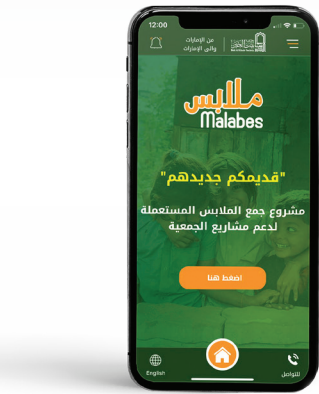 12:00
من الإمارات
وإلى الإمارات
ملابس
Malabes
"قديمكم جديدهم"
مشروع جمع الملابس المستعملة
لدعم مشاريع الجمعية
اضغط هنا
English
للتواصل